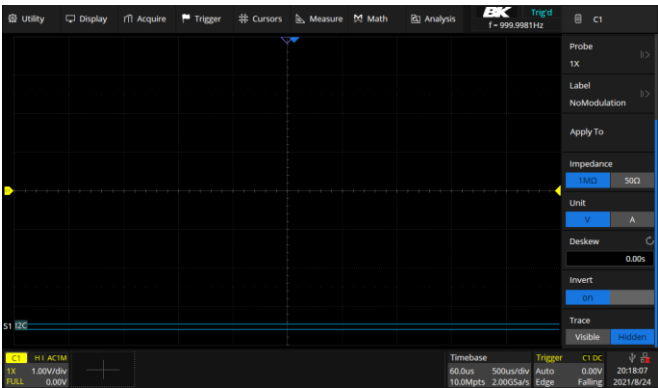 Utility Display Acquire Trigger Cursors Measure Math Analysis BK Trig'd f = 999.9981Hz C1
Probe
1X
Label
NoModulation
Apply To
Impedance
1MΩ 50Ω
Unit
V A
Deskew
0.00s
Invert
on
S1 I2C
Trace
Visible Hidden
C1 H I AC1M
1X 1.00V/div
FULL 0.00V
Timebase
60.0us 500us/div
10.0Mpts 2.00GSa/s
Trigger C1 DC
Auto 0.00V
Edge Falling
20:18:07
2021/8/24